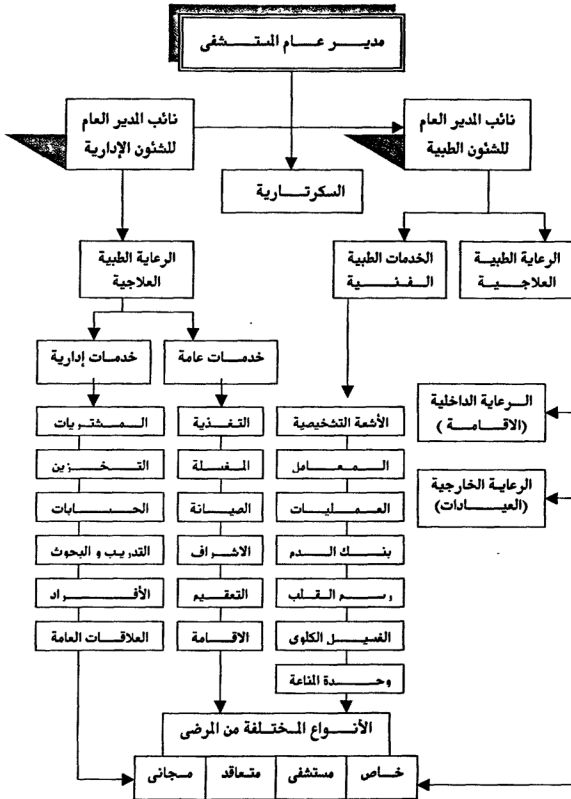 مدير عام المستشفى
نائب المدير العام
للشئون الطبية
نائب المدير العام
للشئون الإدارية
السكرتارية
الرعاية الطبية
العلاجية
الخدمات الطبية
الفنية
الرعاية الطبية
العلاجية
خدمات عامة
خدمات إدارية
الرعاية الداخلية
(الاقامة)
الرعاية الخارجية
(العيادات)
الأشعة التشخيصية
المعامل
العمليات
بنك الدم
رسم القلب
الغسيل الكلوى
وحدة المناعة
التغذية
المغسلة
الصيانة
الاشراف
التعقيم
الاقامة
المشتريات
التخزين
الحسابات
التدريب و البحوث
الأفراد
العلاقات العامة
الأنواع المختلفة من المرضى
خاص
مستشفى
متعاقد
مجانى